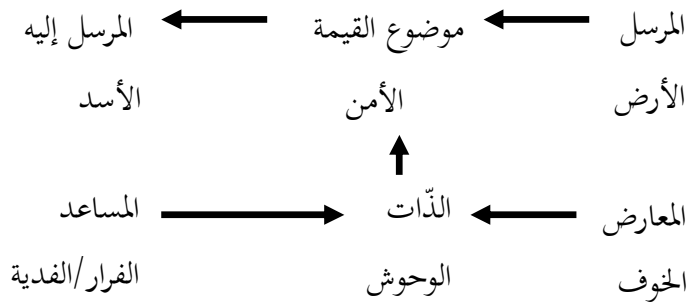 المرسل موضوع القيمة المرسل إليه
الأرض الأمن الأسد
المعارض الذّات المساعد
الخوف الوحوش الفرار/الفدية